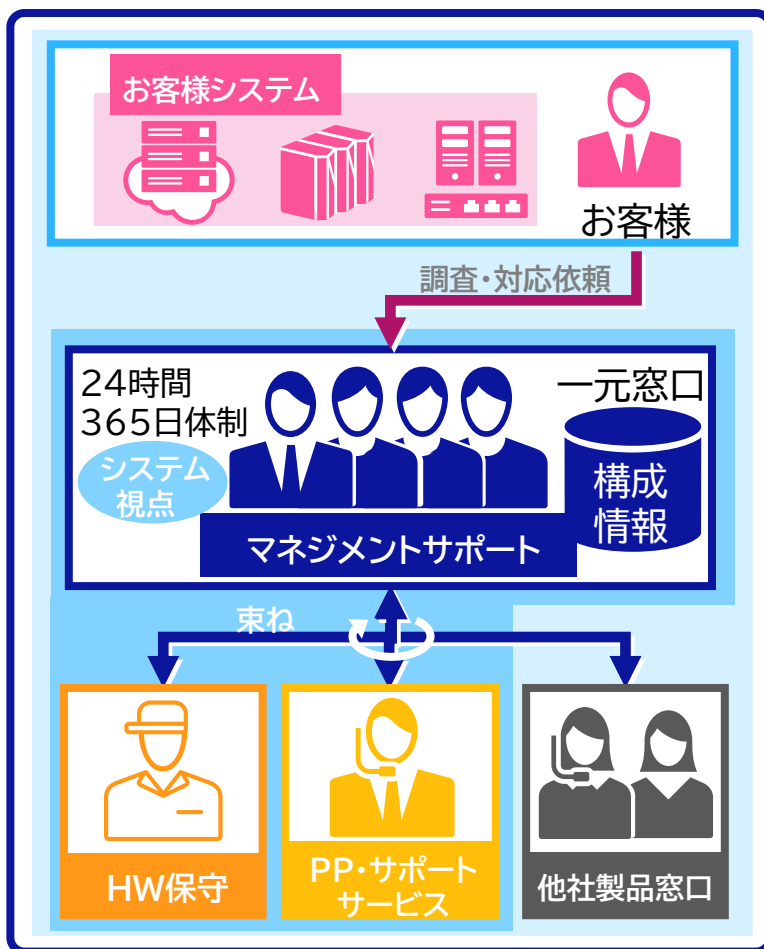 お客様システム
お客様
調査・対応依頼
24時間
365日体制
一元窓口
システム
視点
構成
情報
マネジメントサポート
束ね
HW保守
PP・サポート
サービス
他社製品窓口